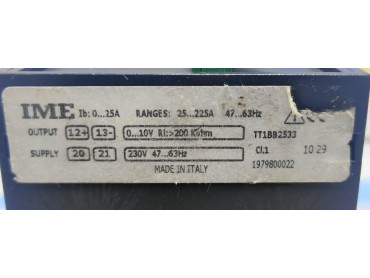 IME Ib: 0...25A RANGES: 25...225A 47...63Hz
OUTPUT 12+ 13- 0...10V Rl:>200 Kohm TT1BB2533
SUPPLY 20 21 230V 47...63Hz Cl.1 10 29
MADE IN ITALY 1979800022